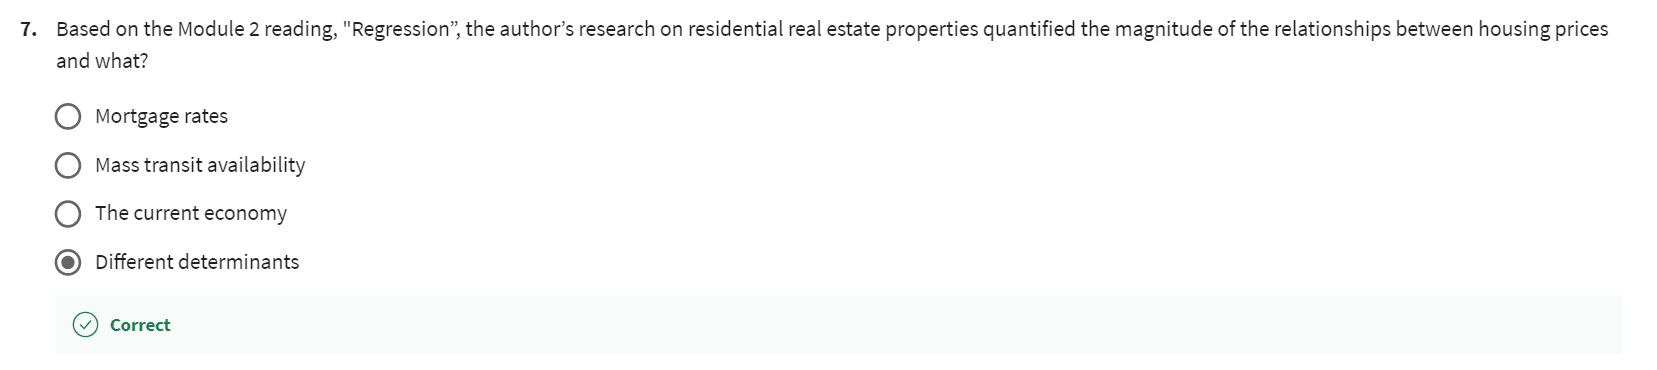 7. Based on the Module 2 reading, "Regression”, the author’s research on residential real estate properties quantified the magnitude of the relationships between housing prices
and what?
Mortgage rates
Mass transit availability
The current economy
Different determinants
Correct